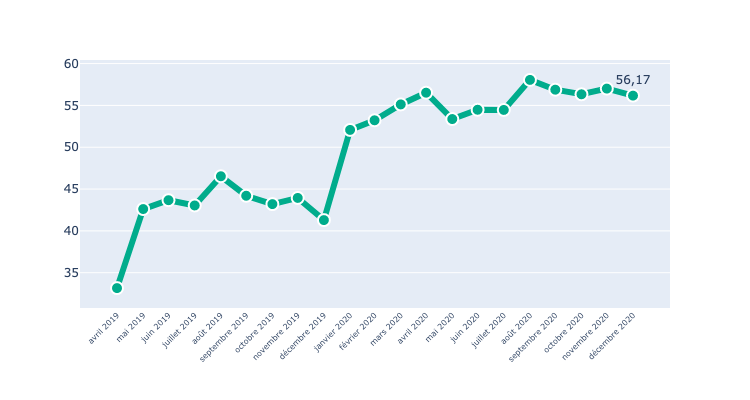 60
55
50
45
40
35
56,17
avril 2019
mai 2019
juin 2019
juillet 2019
août 2019
septembre 2019
octobre 2019
novembre 2019
décembre 2019
janvier 2020
février 2020
mars 2020
avril 2020
mai 2020
juin 2020
juillet 2020
août 2020
septembre 2020
octobre 2020
novembre 2020
décembre 2020